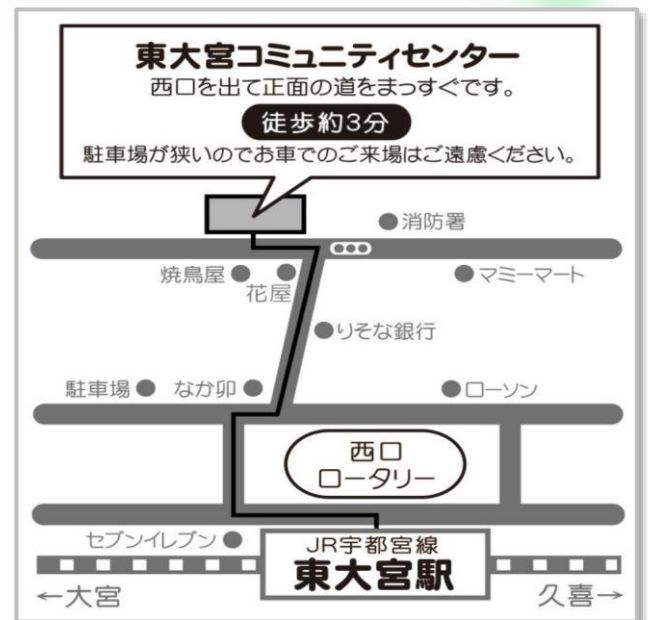 東大宮コミュニティセンター
西口を出て正面の道をまっすぐです。
徒歩約3分
駐車場が狭いのでお車でのご来場はご遠慮ください。
●消防署
焼鳥屋●
花屋
●マミーマート
●りそな銀行
駐車場●
なか卯●
●ローソン
西口
ロータリー
セブンイレブン●
JR宇都宮線
東大宮駅
←大宮
久喜→